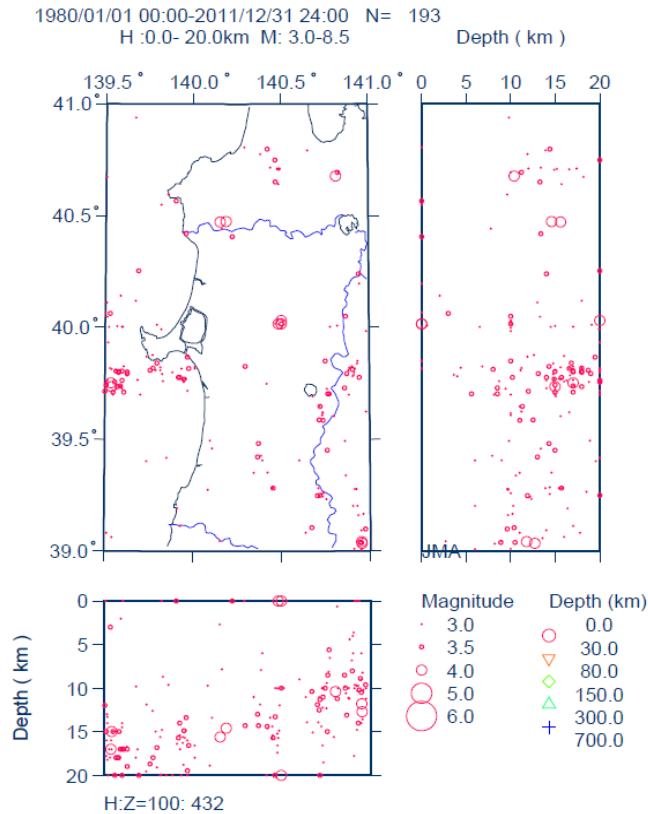 1980/01/01 00:00-2011/12/31 24:00 N= 193
H :0.0- 20.0km M: 3.0-8.5
Depth ( km )
139.5° 140.0° 140.5° 141.0°
0 10 20
41.0°
40.5°
40.0°
39.5°
39.0°
JMA
Depth ( km )
0
5
10
15
20
H:Z=100: 432
Magnitude
3.0
3.5
4.0
5.0
6.0
Depth (km)
0.0
30.0
80.0
150.0
300.0
700.0